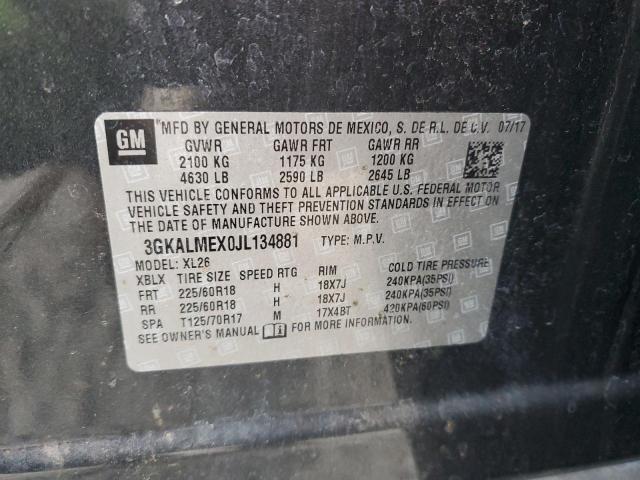 GM
MFD BY GENERAL MOTORS DE MEXICO, S. DE R.L. DE C.V. 07/17
GVWR GAWR FRT GAWR RR
2100 KG 1175 KG 1200 KG
4630 LB 2590 LB 2645 LB
THIS VEHICLE CONFORMS TO ALL APPLICABLE U.S. FEDERAL MOTOR
VEHICLE SAFETY AND THEFT PREVENTION STANDARDS IN EFFECT ON
THE DATE OF MANUFACTURE SHOWN ABOVE.
3GKALMEX0JL134881 TYPE: M.P.V.
MODEL: XL26
XBLX TIRE SIZE SPEED RTG RIM COLD TIRE PRESSURE
FRT 225/60R18 H 18X7J 240KPA(35PSI)
RR 225/60R18 H 18X7J 240KPA(35PSI)
SPA T125/70R17 M 17X4BT 420KPA(60PSI)
SEE OWNER'S MANUAL FOR MORE INFORMATION.